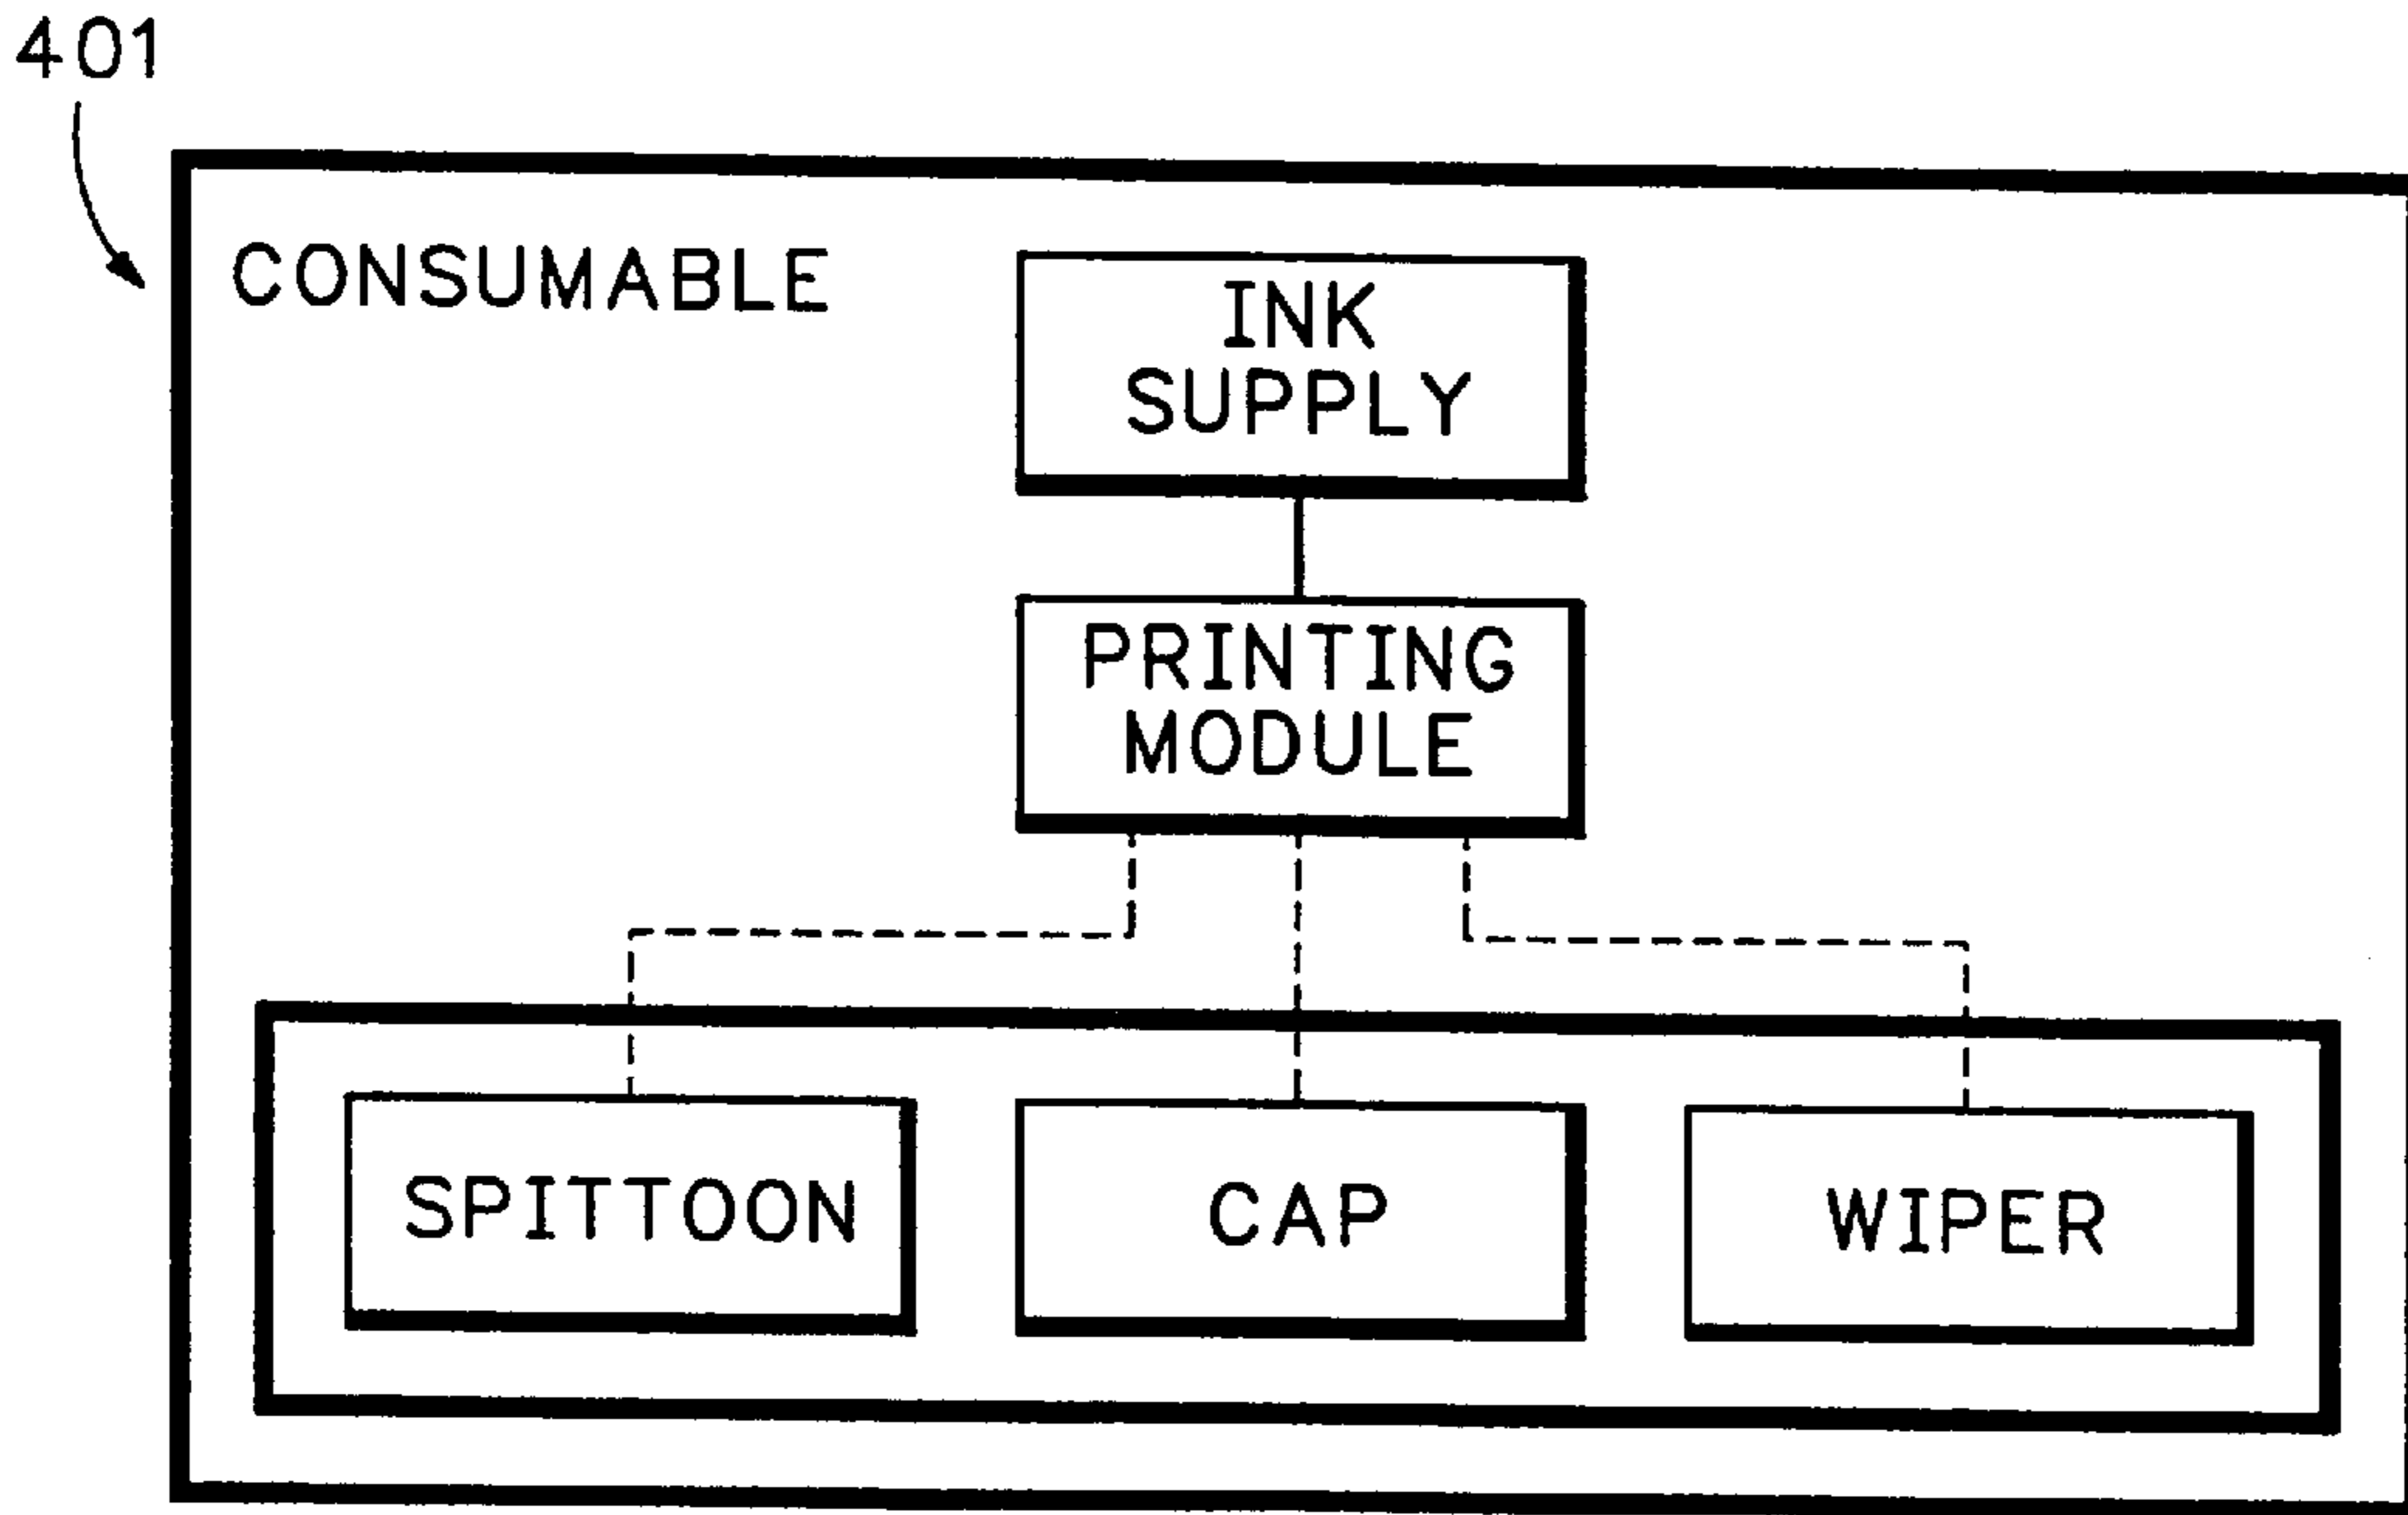 401
CONSUMABLE
INK
SUPPLY
PRINTING
MODULE
SPITTOON
CAP
WIPER